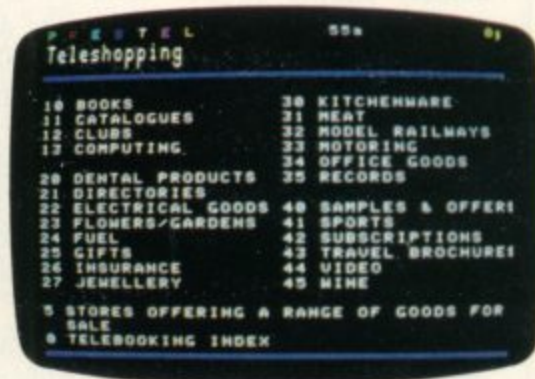 PRESTEL 55a 0p
Teleshopping
10 BOOKS
11 CATALOGUES
12 CLUBS
13 COMPUTING
20 DENTAL PRODUCTS
21 DIRECTORIES
22 ELECTRICAL GOODS
23 FLOWERS/GARDENS
24 FUEL
25 GIFTS
26 INSURANCE
27 JEWELLERY
30 KITCHENWARE
31 MEAT
32 MODEL RAILWAYS
33 MOTORING
34 OFFICE GOODS
35 RECORDS
40 SAMPLES & OFFERS
41 SPORTS
42 SUBSCRIPTIONS
43 TRAVEL BROCHURES
44 VIDEO
45 WINE
5 STORES OFFERING A RANGE OF GOODS FOR
SALE
0 TELEBOOKING INDEX